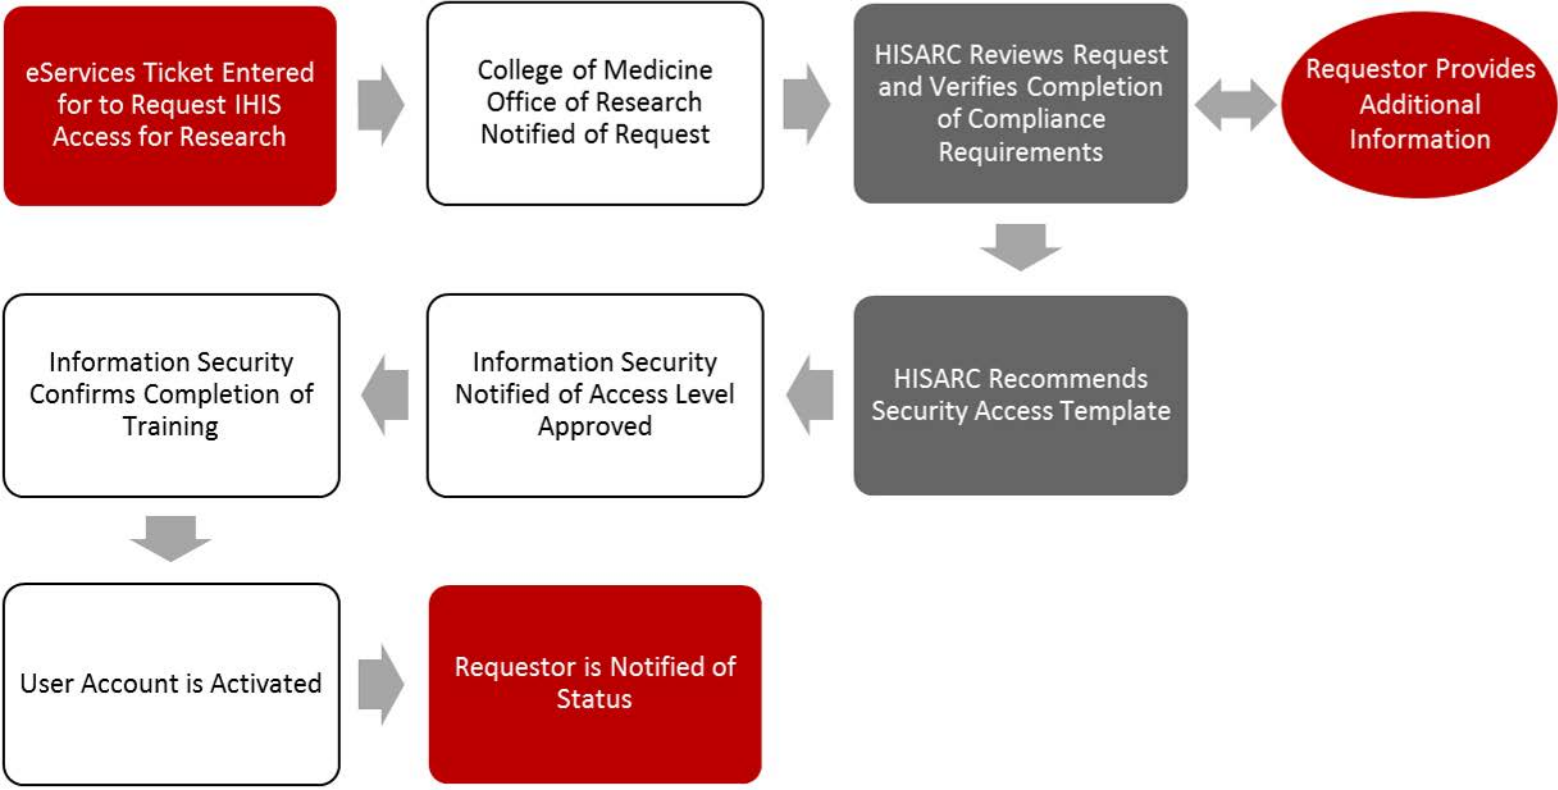 eServices Ticket Entered
for to Request IHIS
Access for Research
College of Medicine
Office of Research
Notified of Request
HISARC Reviews Request
and Verifies Completion
of Compliance
Requirements
Requestor Provides
Additional
Information
Information Security
Confirms Completion of
Training
Information Security
Notified of Access Level
Approved
HISARC Recommends
Security Access Template
User Account is Activated
Requestor is Notified of
Status